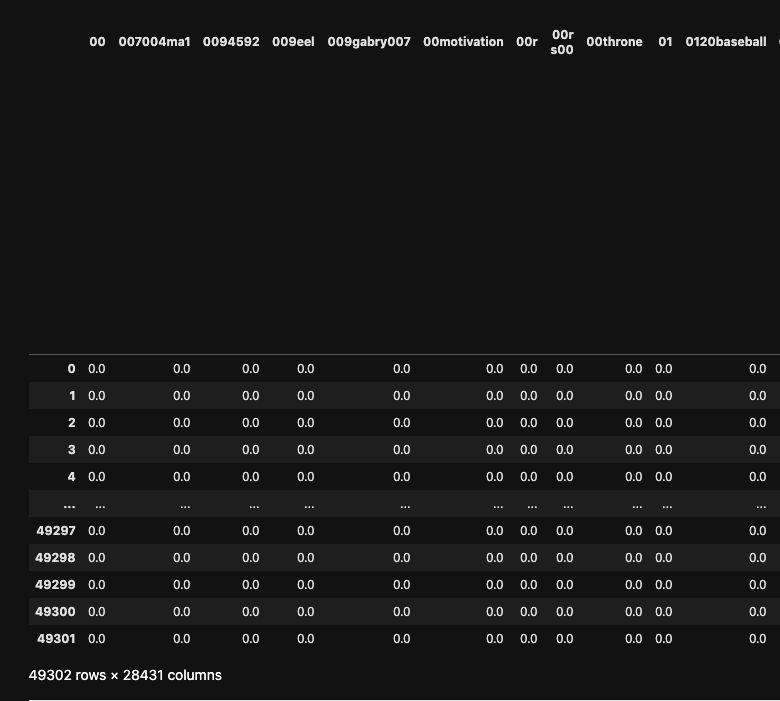 00 007004ma1 0094592 009eel 009gabry007 00motivation 00r 00r s00 00throne 01 0120baseball
0 0.0 0.0 0.0 0.0 0.0 0.0 0.0 0.0 0.0 0.0 0.0
1 0.0 0.0 0.0 0.0 0.0 0.0 0.0 0.0 0.0 0.0 0.0
2 0.0 0.0 0.0 0.0 0.0 0.0 0.0 0.0 0.0 0.0 0.0
3 0.0 0.0 0.0 0.0 0.0 0.0 0.0 0.0 0.0 0.0 0.0
4 0.0 0.0 0.0 0.0 0.0 0.0 0.0 0.0 0.0 0.0 0.0
... ... ... ... ... ... ... ... ... ... ... ...
49297 0.0 0.0 0.0 0.0 0.0 0.0 0.0 0.0 0.0 0.0 0.0
49298 0.0 0.0 0.0 0.0 0.0 0.0 0.0 0.0 0.0 0.0 0.0
49299 0.0 0.0 0.0 0.0 0.0 0.0 0.0 0.0 0.0 0.0 0.0
49300 0.0 0.0 0.0 0.0 0.0 0.0 0.0 0.0 0.0 0.0 0.0
49301 0.0 0.0 0.0 0.0 0.0 0.0 0.0 0.0 0.0 0.0 0.0
49302 rows × 28431 columns